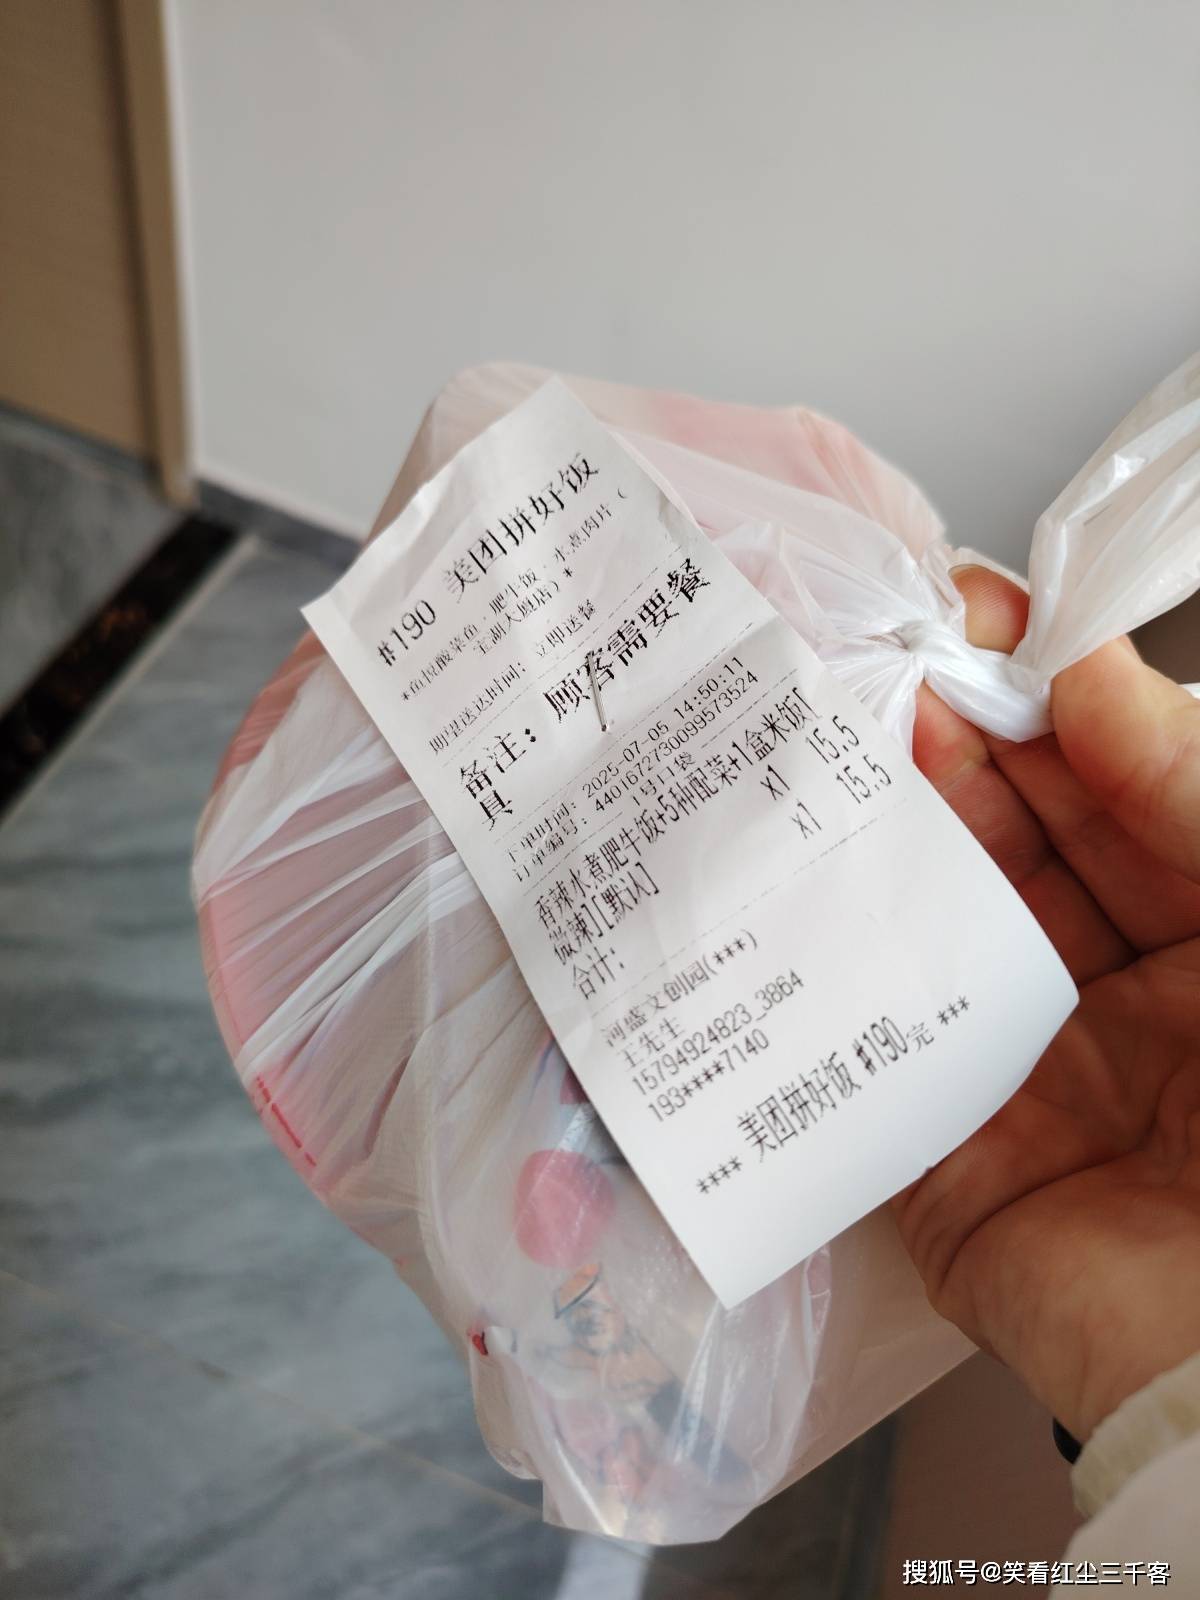 #190 美团拼好饭
*鱼悦酸菜鱼·肥牛饭·水煮肉片(
宝湖大堰店)*
期望送达时间: 立即送餐
备注: 顾客需要餐
具
下单时间: 2025-07-05 14:50:11
订单编号: 4401672730099573524
1号口袋
香辣水煮肥牛饭+5种配菜+1盒米饭[
微辣][默认] x1 15.5
合计: x1 15.5
河盛文创园(***)
王先生
15794924823_3864
193****7140
**** 美团拼好饭 #190完 ***
搜狐号@笑看红尘三千客